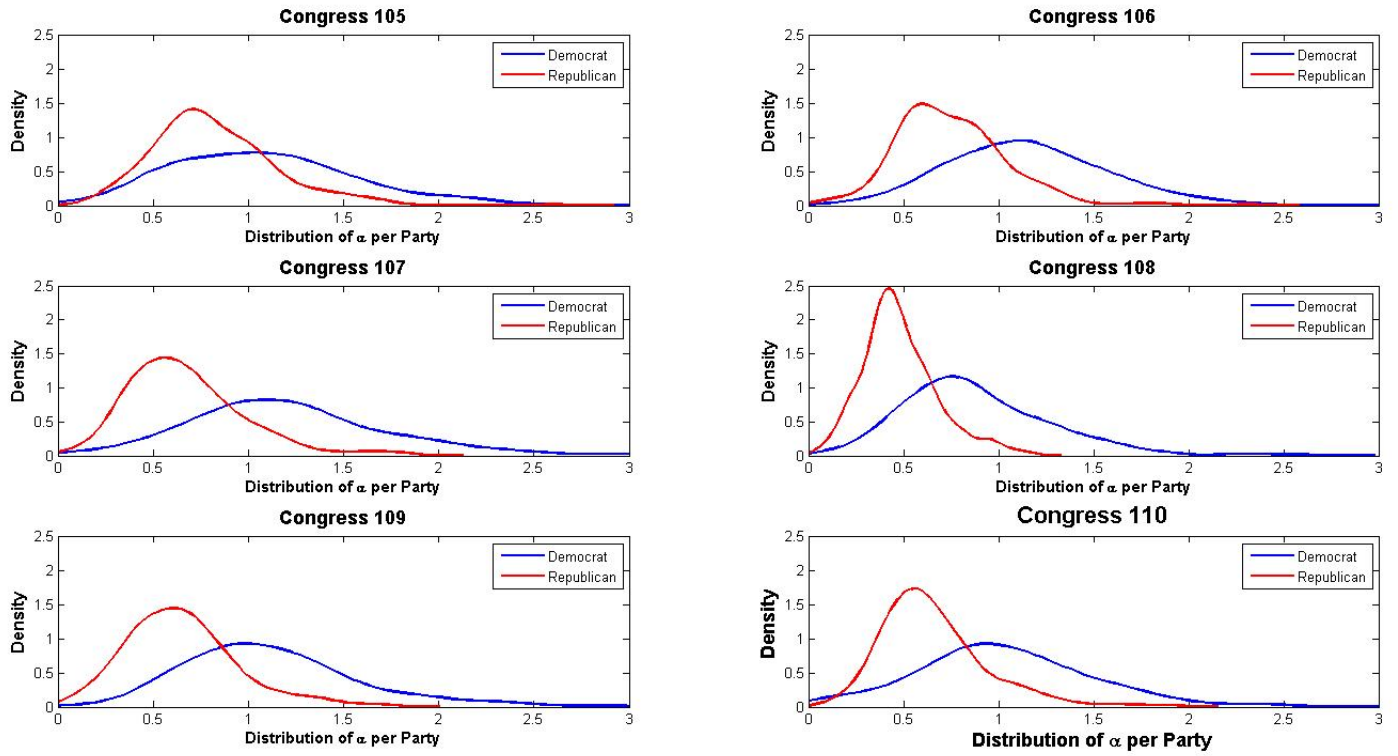 Congress 105
2.5
2
1.5
1
0.5
0
Density
Democrat
Republican
0 0.5 1 1.5 2 2.5 3
Distribution of α per Party
Congress 106
2.5
2
1.5
1
0.5
0
Density
Democrat
Republican
0 0.5 1 1.5 2 2.5 3
Distribution of α per Party
Congress 107
2.5
2
1.5
1
0.5
0
Density
Democrat
Republican
0 0.5 1 1.5 2 2.5 3
Distribution of α per Party
Congress 108
2.5
2
1.5
1
0.5
0
Density
Democrat
Republican
0 0.5 1 1.5 2 2.5 3
Distribution of α per Party
Congress 109
2.5
2
1.5
1
0.5
0
Density
Democrat
Republican
0 0.5 1 1.5 2 2.5 3
Distribution of α per Party
Congress 110
2.5
2
1.5
1
0.5
0
Density
Democrat
Republican
0 0.5 1 1.5 2 2.5 3
Distribution of α per Party